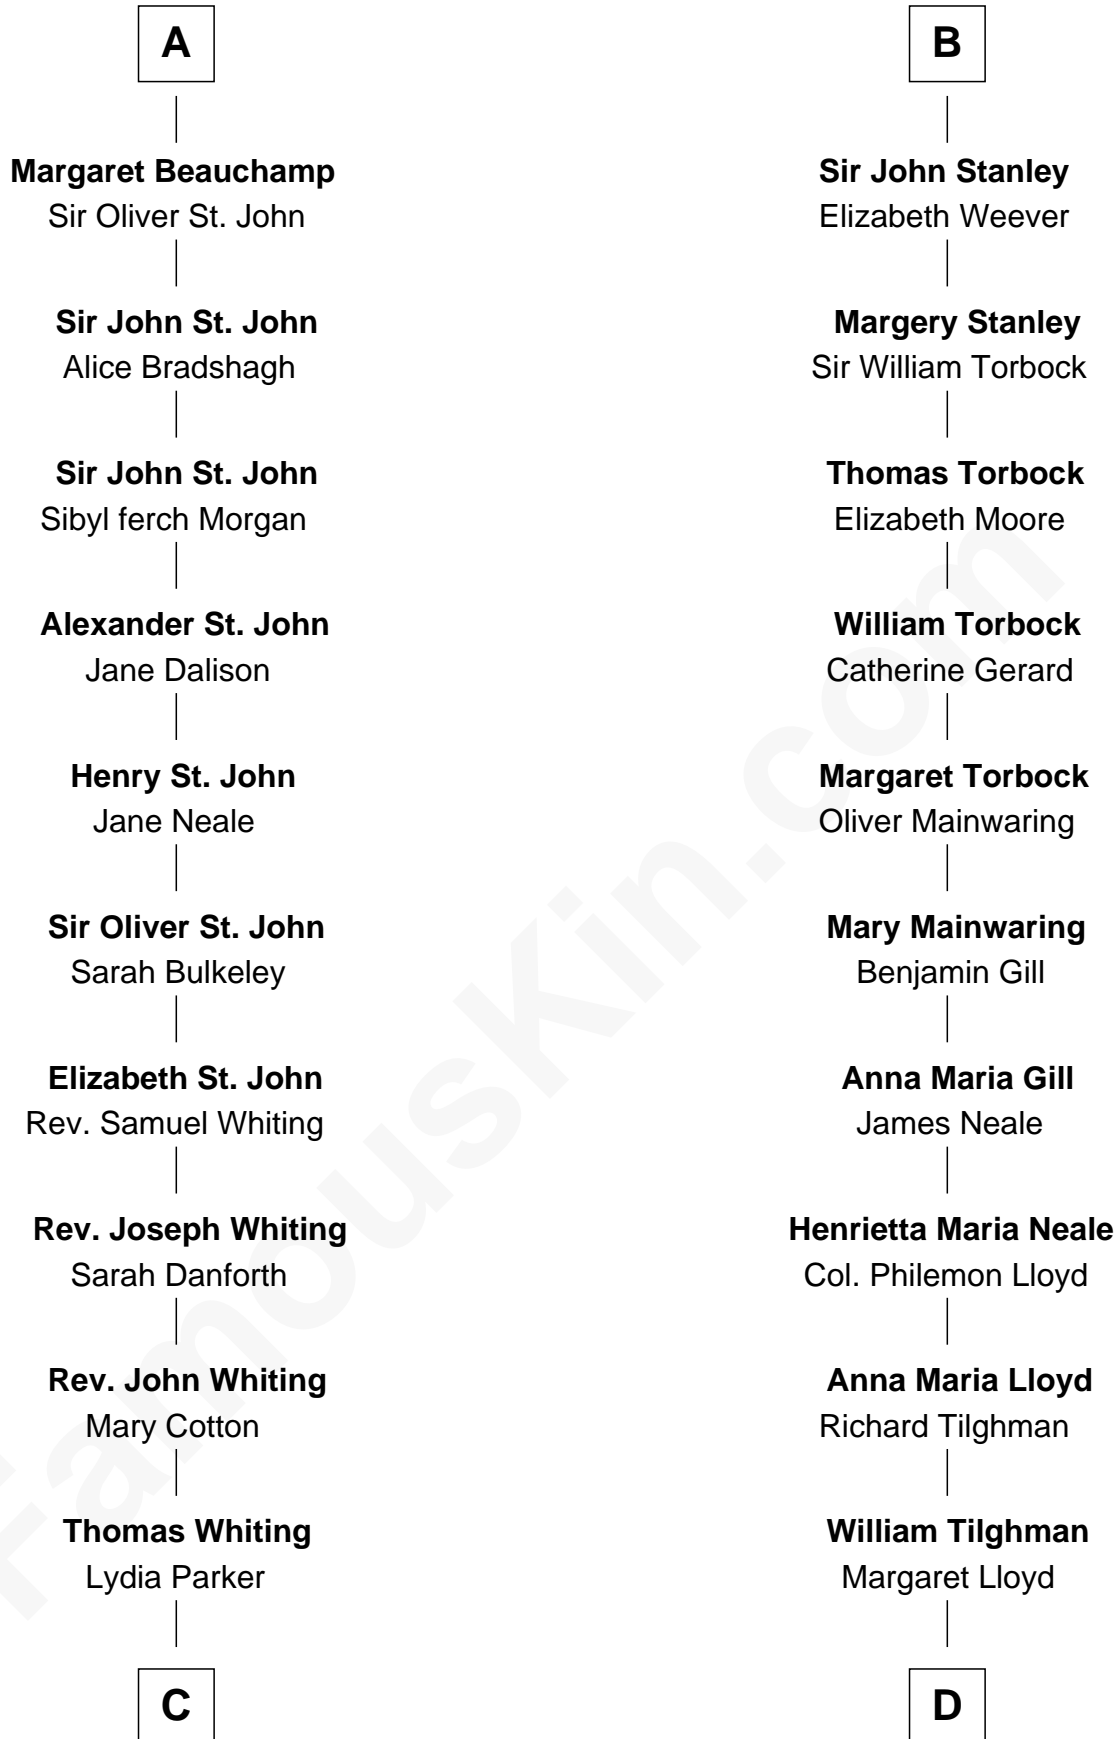 A
Margaret Beauchamp
Sir Oliver St. John
Sir John St. John
Alice Bradshagh
Sir John St. John
Sibyl ferch Morgan
Alexander St. John
Jane Dalison
Henry St. John
Jane Neale
Sir Oliver St. John
Sarah Bulkeley
Elizabeth St. John
Rev. Samuel Whiting
Rev. Joseph Whiting
Sarah Danforth
Rev. John Whiting
Mary Cotton
Thomas Whiting
Lydia Parker
C
B
Sir John Stanley
Elizabeth Weever
Margery Stanley
Sir William Torbock
Thomas Torbock
Elizabeth Moore
William Torbock
Catherine Gerard
Margaret Torbock
Oliver Mainwaring
Mary Mainwaring
Benjamin Gill
Anna Maria Gill
James Neale
Henrietta Maria Neale
Col. Philemon Lloyd
Anna Maria Lloyd
Richard Tilghman
William Tilghman
Margaret Lloyd
D
FamousKin.com